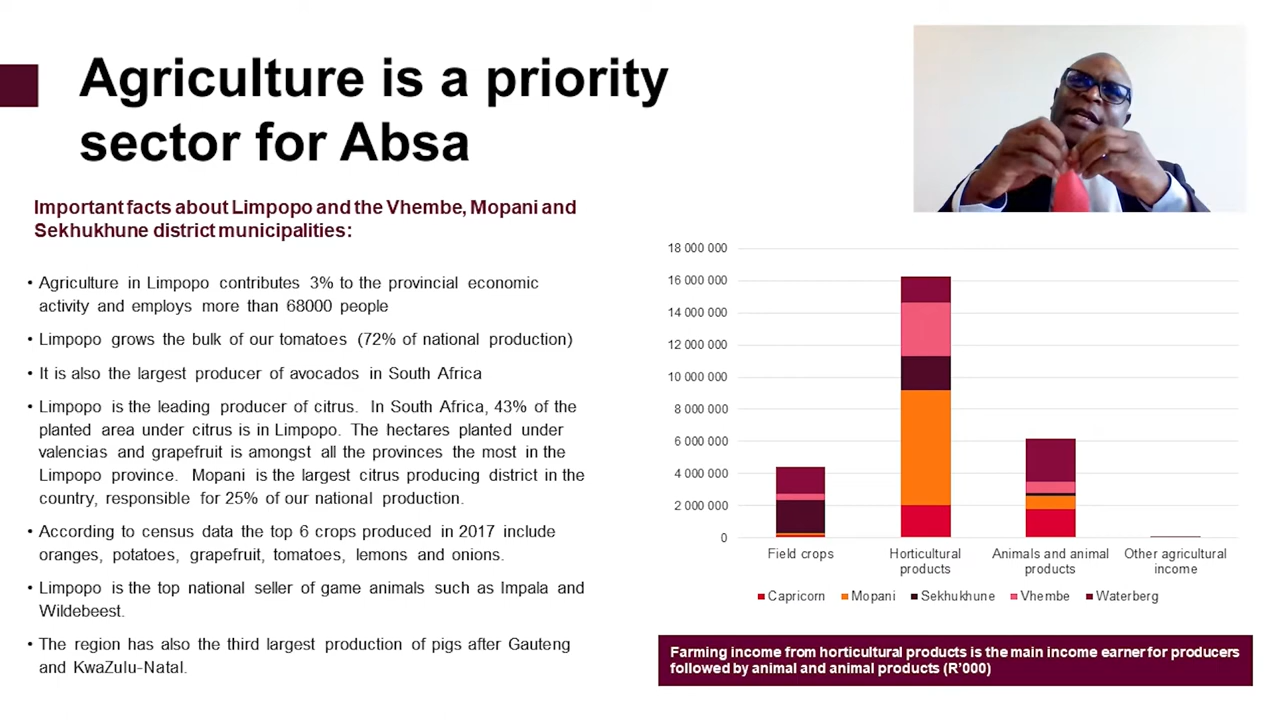 Agriculture is a priority
sector for Absa
Important facts about Limpopo and the Vhembe, Mopani and
Sekhukhune district municipalities:
• Agriculture in Limpopo contributes 3% to the provincial economic
activity and employs more than 68000 people
• Limpopo grows the bulk of our tomatoes (72% of national production)
• It is also the largest producer of avocados in South Africa
• Limpopo is the leading producer of citrus. In South Africa, 43% of the
planted area under citrus is in Limpopo. The hectares planted under
valencias and grapefruit is amongst all the provinces the most in the
Limpopo province. Mopani is the largest citrus producing district in the
country, responsible for 25% of our national production.
• According to census data the top 6 crops produced in 2017 include
oranges, potatoes, grapefruit, tomatoes, lemons and onions.
• Limpopo is the top national seller of game animals such as Impala and
Wildebeest.
• The region has also the third largest production of pigs after Gauteng
and KwaZulu-Natal.
18 000 000
16 000 000
14 000 000
12 000 000
10 000 000
8 000 000
6 000 000
4 000 000
2 000 000
0
Field crops
Horticultural
products
Animals and animal
products
Other agricultural
income
Capricorn Mopani Sekhukhune Vhembe Waterberg
Farming income from horticultural products is the main income earner for producers
followed by animal and animal products (R'000)